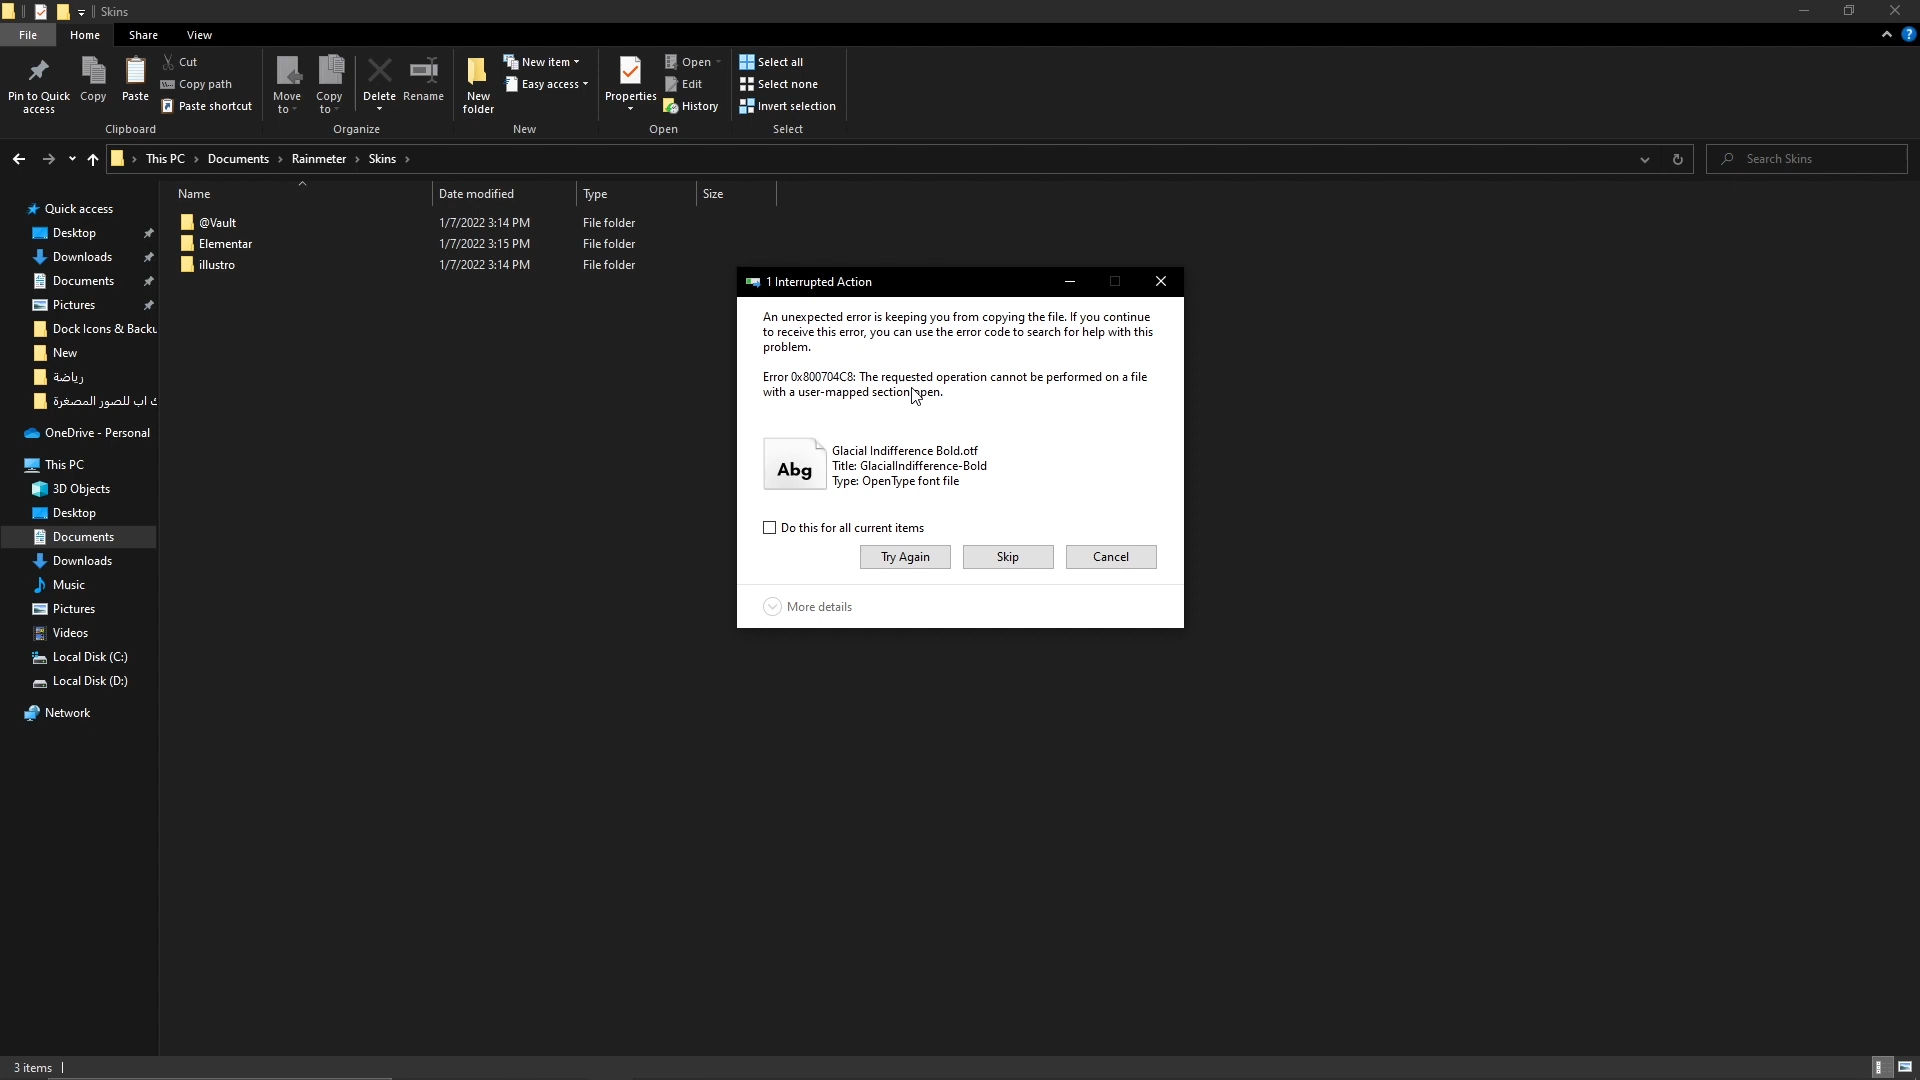 Skins
File
Home
Share
View
Pin to Quick access
Copy
Paste
Cut
Copy path
Paste shortcut
Clipboard
Move to
Copy to
Delete
Rename
Organize
New folder
New item
Easy access
New
Properties
Open
Edit
History
Open
Select all
Select none
Invert selection
Select
This PC
Documents
Rainmeter
Skins
Search Skins
Name
Date modified
Type
Size
@Vault 1/7/2022 3:14 PM File folder
Elementar 1/7/2022 3:15 PM File folder
illustro 1/7/2022 3:14 PM File folder
Quick access
Desktop
Downloads
Documents
Pictures
Dock Icons & Backu
New
رياضة
ك اب للصور المصغرة
OneDrive - Personal
This PC
3D Objects
Desktop
Documents
Downloads
Music
Pictures
Videos
Local Disk (C:)
Local Disk (D:)
Network
1 Interrupted Action
An unexpected error is keeping you from copying the file. If you continue
to receive this error, you can use the error code to search for help with this
problem.
Error 0x800704C8: The requested operation cannot be performed on a file
with a user-mapped section open.
Abg
Glacial Indifference Bold.otf
Title: GlacialIndifference-Bold
Type: OpenType font file
Do this for all current items
Try Again
Skip
Cancel
More details
3 items